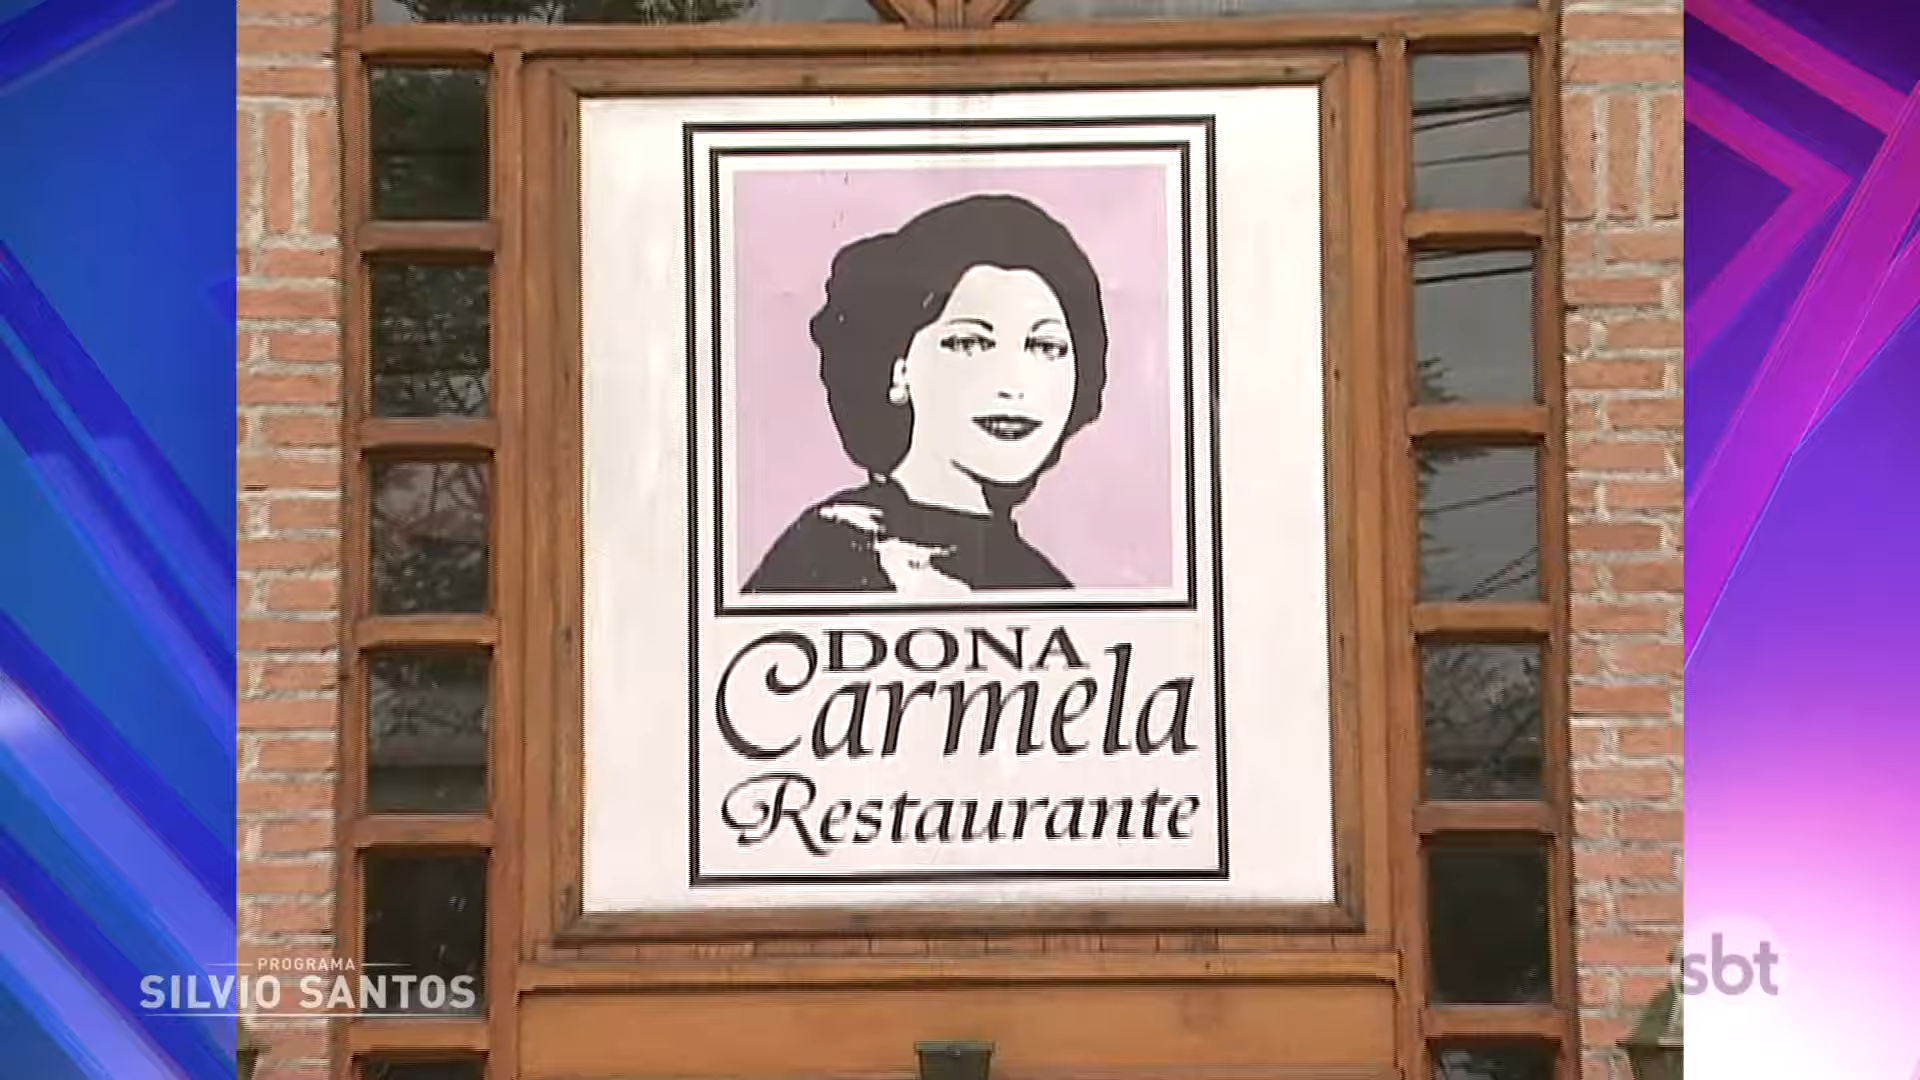 DONA
Carmela
Restaurante
PROGRAMA
SILVIO SANTOS
sbt